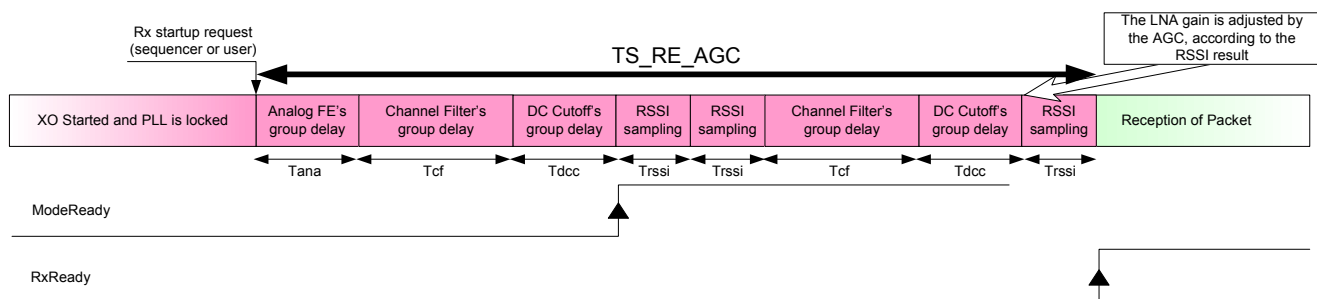 Rx startup request
(sequencer or user)
TS_RE_AGC
The LNA gain is adjusted by
the AGC, according to the
RSSI result
XO Started and PLL is locked
Analog FE's
group delay
Channel Filter's
group delay
DC Cutoff's
group delay
RSSI
sampling
RSSI
sampling
Channel Filter's
group delay
DC Cutoff's
group delay
RSSI
sampling
Reception of Packet
Tana
Tcf
Tdcc
Trssi
Trssi
Tcf
Tdcc
Trssi
ModeReady
RxReady